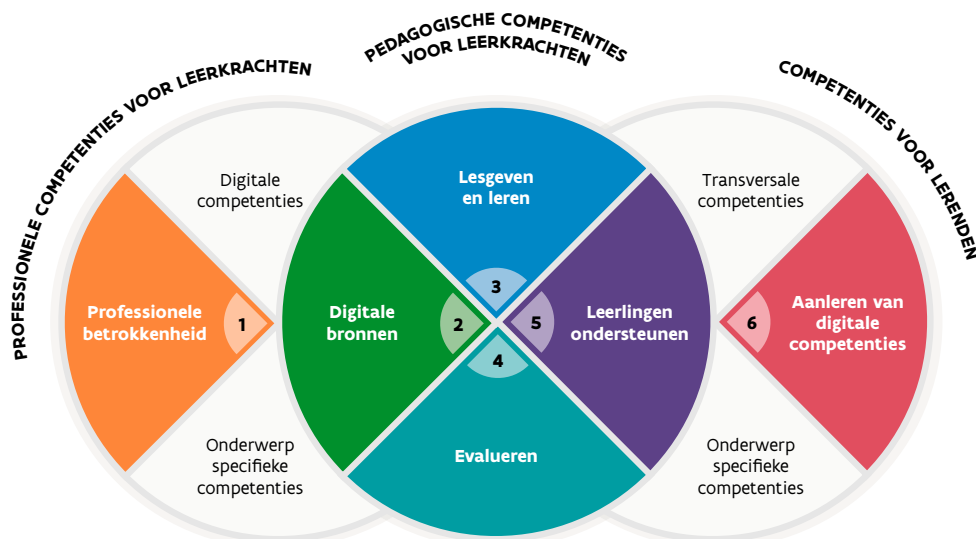 PROFESSIONELE COMPETENTIES VOOR LEERKRACHTEN
PEDAGOGISCHE COMPETENTIES
VOOR LEERKRACHTEN
COMPETENTIES VOOR LERENDEN
Digitale
competenties
Professionele
betrokkenheid
1
Onderwerp
specifieke
competenties
Lesgeven
en leren
3
Digitale
bronnen
2
5
Leerlingen
ondersteunen
4
Evalueren
Transversale
competenties
6
Aanleren van
digitale
competenties
Onderwerp
specifieke
competenties